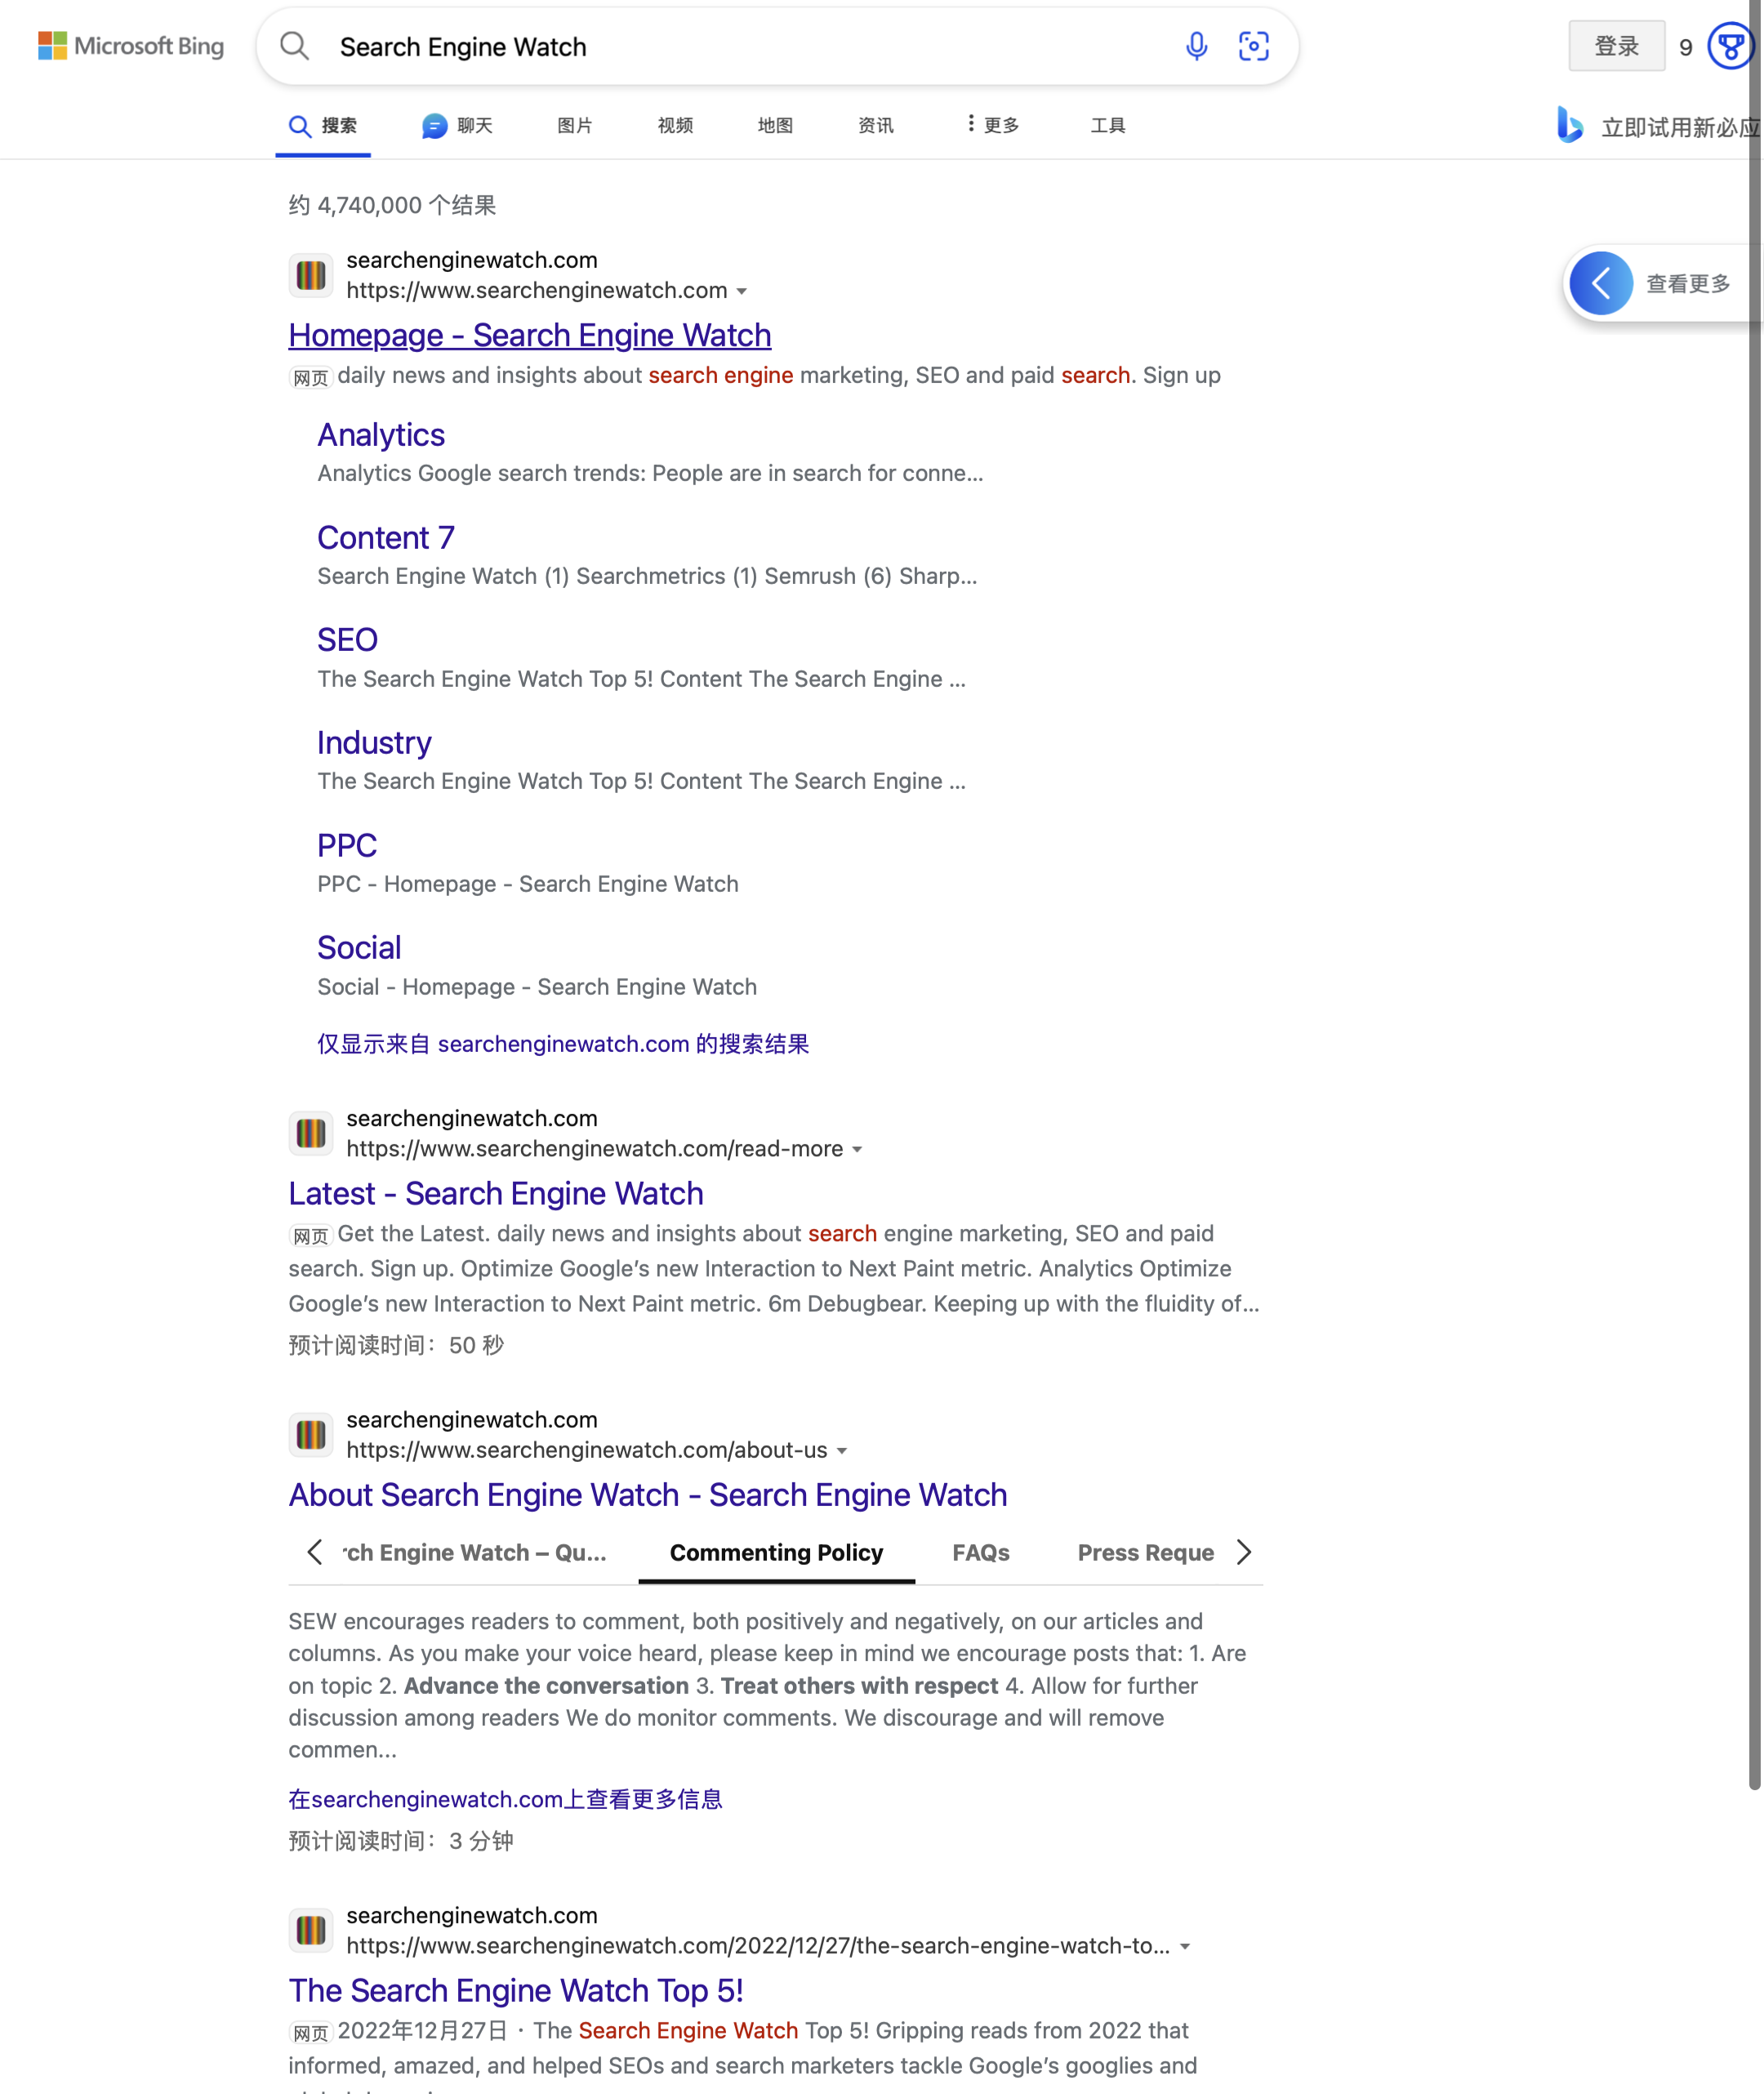 Microsoft Bing
Search Engine Watch
登录
9
搜索
聊天
图片
视频
地图
资讯
更多
工具
立即试用新必应
约 4,740,000 个结果
查看更多
searchenginewatch.com
https://www.searchenginewatch.com
Homepage - Search Engine Watch
网页 daily news and insights about search engine marketing, SEO and paid search. Sign up
Analytics
Analytics Google search trends: People are in search for conne...
Content 7
Search Engine Watch (1) Searchmetrics (1) Semrush (6) Sharp...
SEO
The Search Engine Watch Top 5! Content The Search Engine ...
Industry
The Search Engine Watch Top 5! Content The Search Engine ...
PPC
PPC - Homepage - Search Engine Watch
Social
Social - Homepage - Search Engine Watch
仅显示来自 searchenginewatch.com 的搜索结果
searchenginewatch.com
https://www.searchenginewatch.com/read-more
Latest - Search Engine Watch
网页 Get the Latest. daily news and insights about search engine marketing, SEO and paid
search. Sign up. Optimize Google’s new Interaction to Next Paint metric. Analytics Optimize
Google’s new Interaction to Next Paint metric. 6m Debugbear. Keeping up with the fluidity of...
预计阅读时间：50 秒
searchenginewatch.com
https://www.searchenginewatch.com/about-us
About Search Engine Watch - Search Engine Watch
rch Engine Watch – Qu...
Commenting Policy
FAQs
Press Reque
SEW encourages readers to comment, both positively and negatively, on our articles and
columns. As you make your voice heard, please keep in mind we encourage posts that: 1. Are
on topic 2. Advance the conversation 3. Treat others with respect 4. Allow for further
discussion among readers We do monitor comments. We discourage and will remove
commen...
在searchenginewatch.com上查看更多信息
预计阅读时间：3 分钟
searchenginewatch.com
https://www.searchenginewatch.com/2022/12/27/the-search-engine-watch-to...
The Search Engine Watch Top 5!
网页 2022年12月27日 · The Search Engine Watch Top 5! Gripping reads from 2022 that
informed, amazed, and helped SEOs and search marketers tackle Google’s googlies and